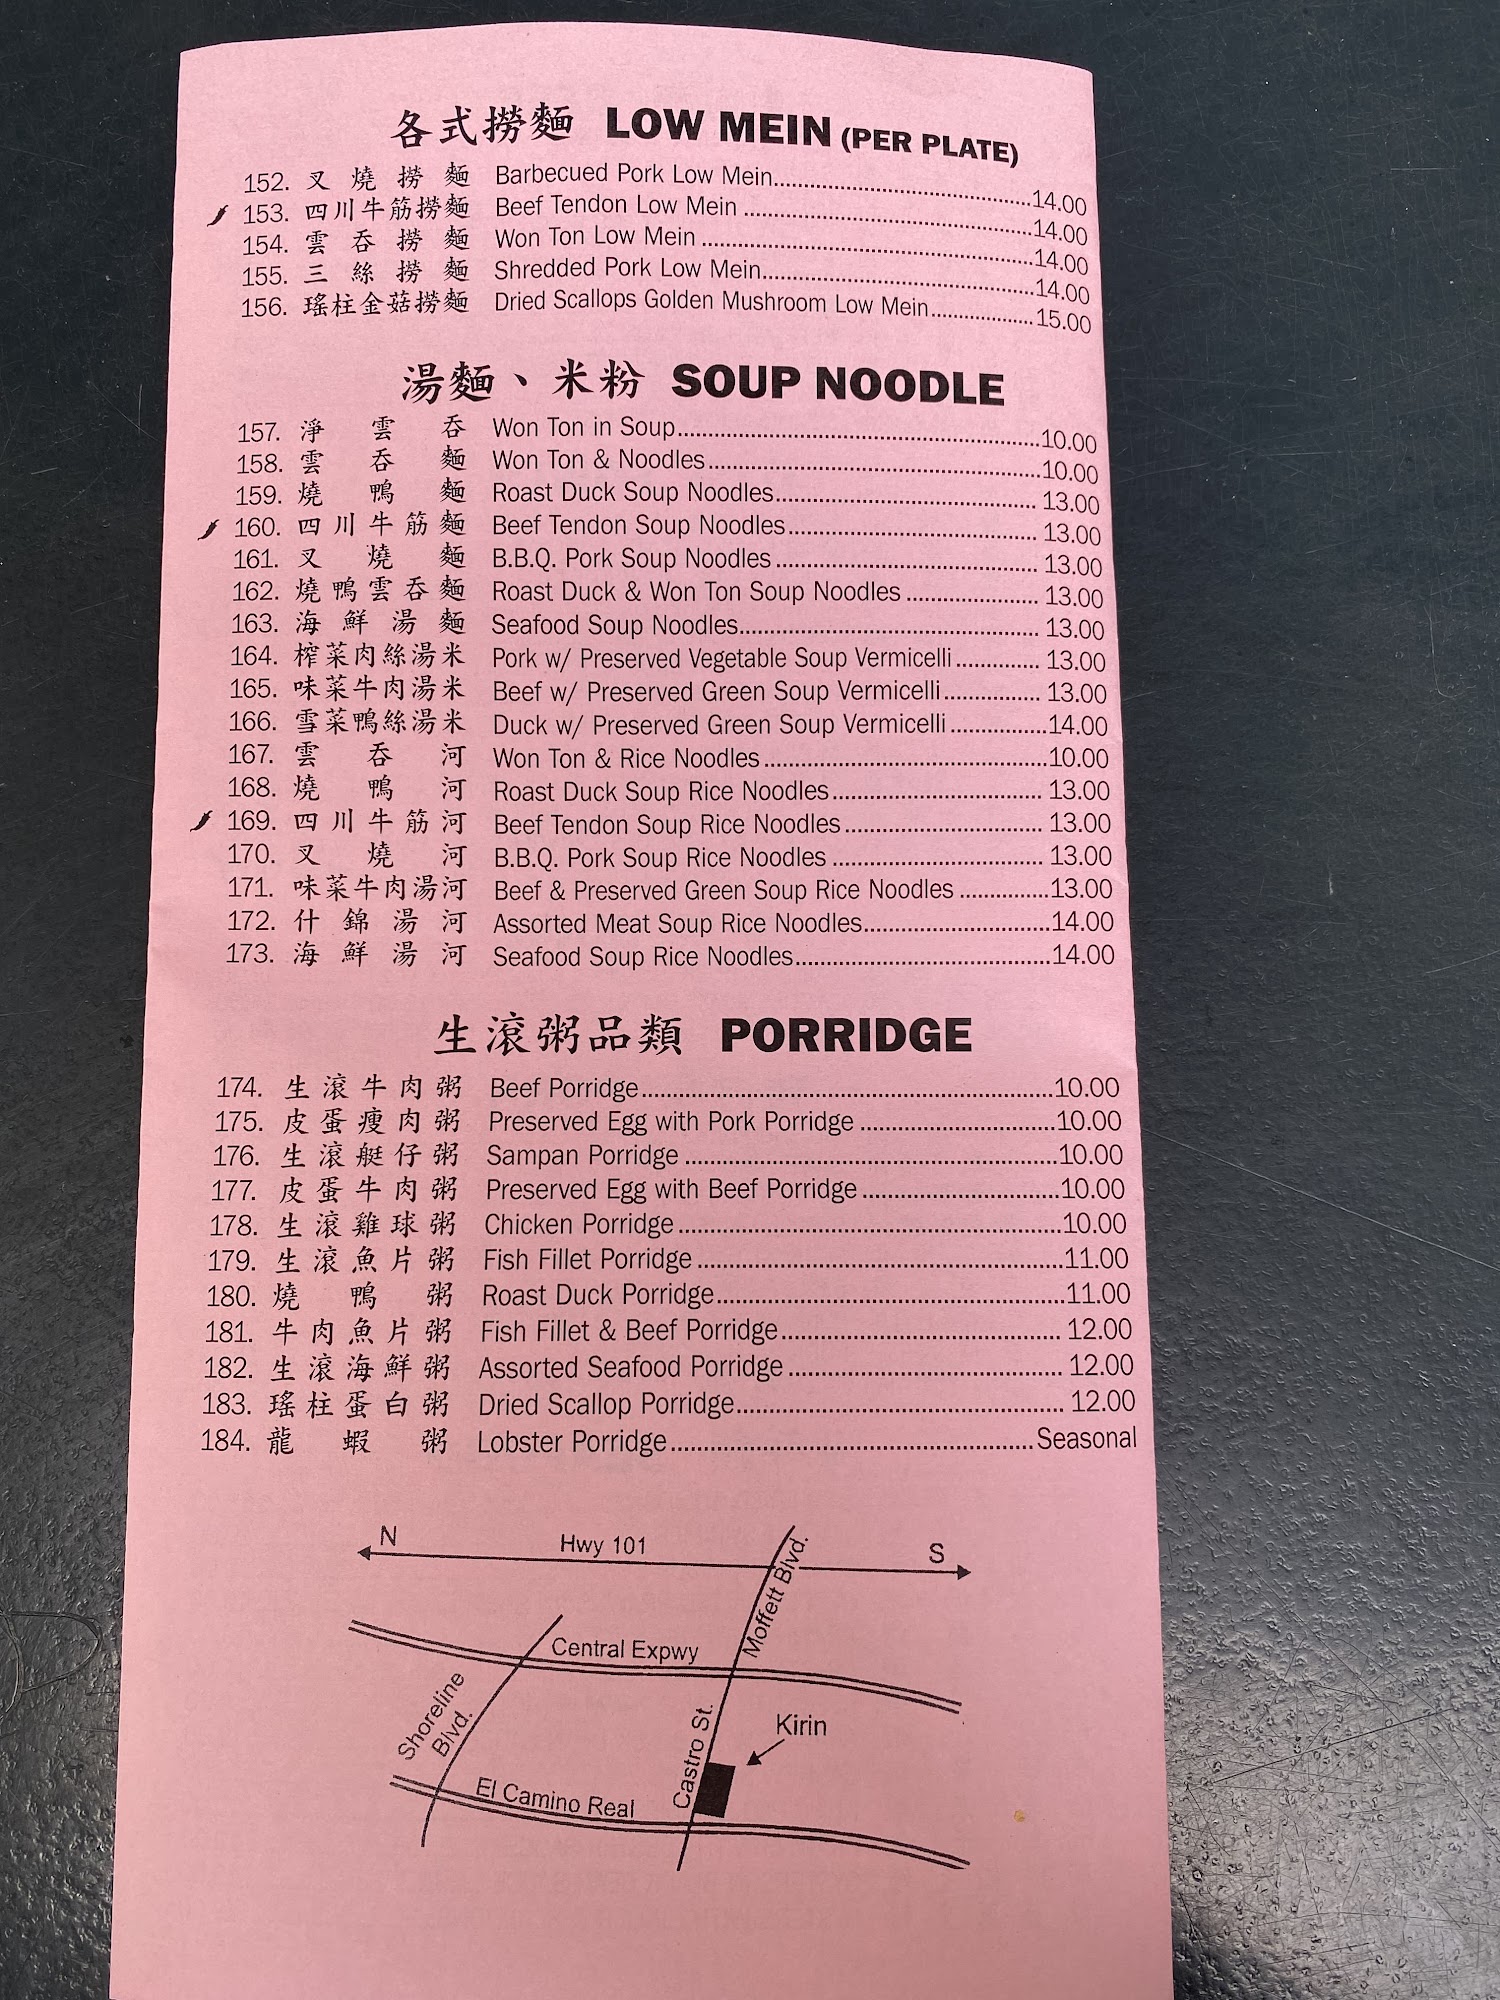 各式撈麵 LOW MEIN (PER PLATE)
152. 叉燒撈麵 Barbecued Pork Low Mein 14.00
153. 四川牛筋撈麵 Beef Tendon Low Mein 14.00
154. 雲吞撈麵 Won Ton Low Mein 14.00
155. 三絲撈麵 Shredded Pork Low Mein 14.00
156. 瑤柱金菇撈麵 Dried Scallops Golden Mushroom Low Mein 15.00
湯麵、米粉 SOUP NOODLE
157. 淨雲吞 Won Ton in Soup 10.00
158. 雲吞麵 Won Ton & Noodles 10.00
159. 燒鴨麵 Roast Duck Soup Noodles 13.00
160. 四川牛筋麵 Beef Tendon Soup Noodles 13.00
161. 叉燒麵 B.B.Q. Pork Soup Noodles 13.00
162. 燒鴨雲吞麵 Roast Duck & Won Ton Soup Noodles 13.00
163. 海鮮湯麵 Seafood Soup Noodles 13.00
164. 榨菜肉絲湯米 Pork w/ Preserved Vegetable Soup Vermicelli 13.00
165. 味菜牛肉湯米 Beef w/ Preserved Green Soup Vermicelli 13.00
166. 雪菜鴨絲湯米 Duck w/ Preserved Green Soup Vermicelli 14.00
167. 雲吞河 Won Ton & Rice Noodles 10.00
168. 燒鴨河 Roast Duck Soup Rice Noodles 13.00
169. 四川牛筋河 Beef Tendon Soup Rice Noodles 13.00
170. 叉燒河 B.B.Q. Pork Soup Rice Noodles 13.00
171. 味菜牛肉湯河 Beef & Preserved Green Soup Rice Noodles 13.00
172. 什錦湯河 Assorted Meat Soup Rice Noodles 14.00
173. 海鮮湯河 Seafood Soup Rice Noodles 14.00
生滾粥品類 PORRIDGE
174. 生滾牛肉粥 Beef Porridge 10.00
175. 皮蛋瘦肉粥 Preserved Egg with Pork Porridge 10.00
176. 生滾艇仔粥 Sampan Porridge 10.00
177. 皮蛋牛肉粥 Preserved Egg with Beef Porridge 10.00
178. 生滾雞球粥 Chicken Porridge 10.00
179. 生滾魚片粥 Fish Fillet Porridge 11.00
180. 燒鴨粥 Roast Duck Porridge 11.00
181. 牛肉魚片粥 Fish Fillet & Beef Porridge 12.00
182. 生滾海鮮粥 Assorted Seafood Porridge 12.00
183. 瑤柱蛋白粥 Dried Scallop Porridge 12.00
184. 龍蝦粥 Lobster Porridge Seasonal
N Hwy 101 S
Moffett Blvd.
Central Expwy
Shoreline Blvd.
Castro St.
Kirin
El Camino Real